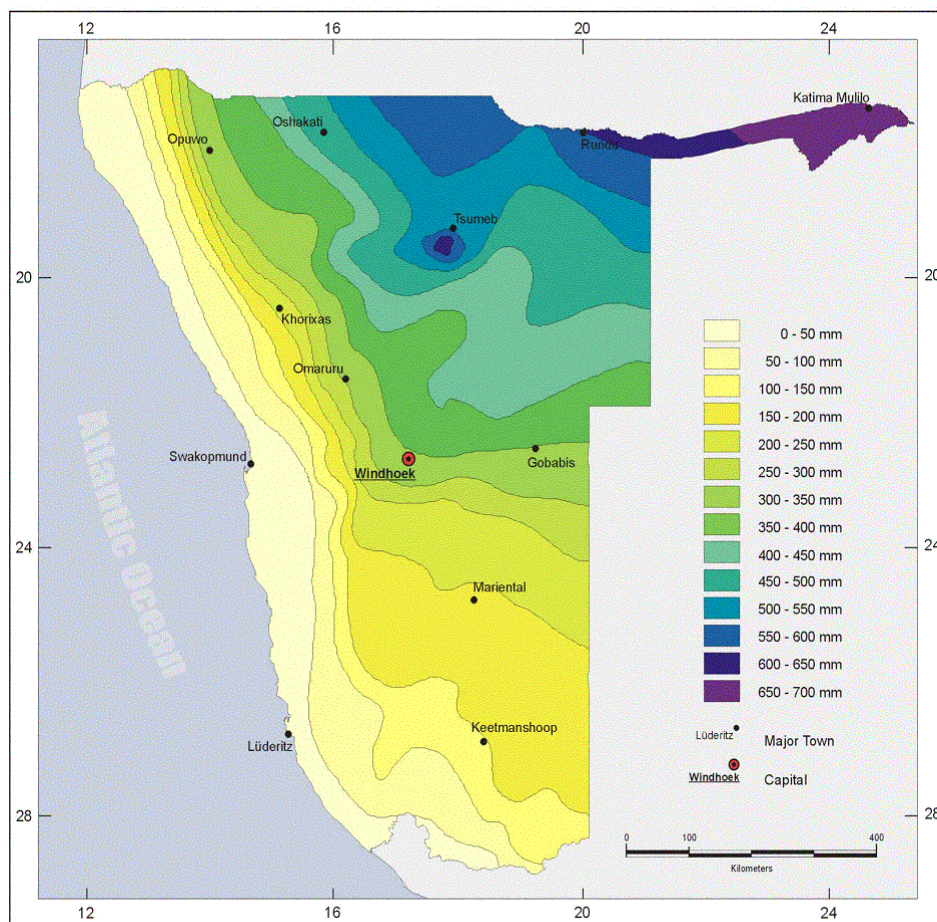 12
16
20
24
Katima Mulilo
Oshakati
Opuwo
Rundu
Tsumeb
20
20
Khorixas
0 - 50 mm
50 - 100 mm
Omaruru
100 - 150 mm
150 - 200 mm
200 - 250 mm
Atlantic Ocean
Swakopmund
Windhoek
Gobabis
250 - 300 mm
300 - 350 mm
350 - 400 mm
24
24
400 - 450 mm
450 - 500 mm
Mariental
500 - 550 mm
550 - 600 mm
600 - 650 mm
650 - 700 mm
Keetmanshoop
Lüderitz
Lüderitz
Major Town
Windhoek
Capital
28
28
0
100
400
Kilometers
12
16
20
24